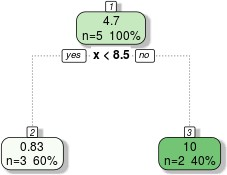 1
4.7
n=5 100%
yes x < 8.5 no
2
0.83
n=3 60%
3
10
n=2 40%